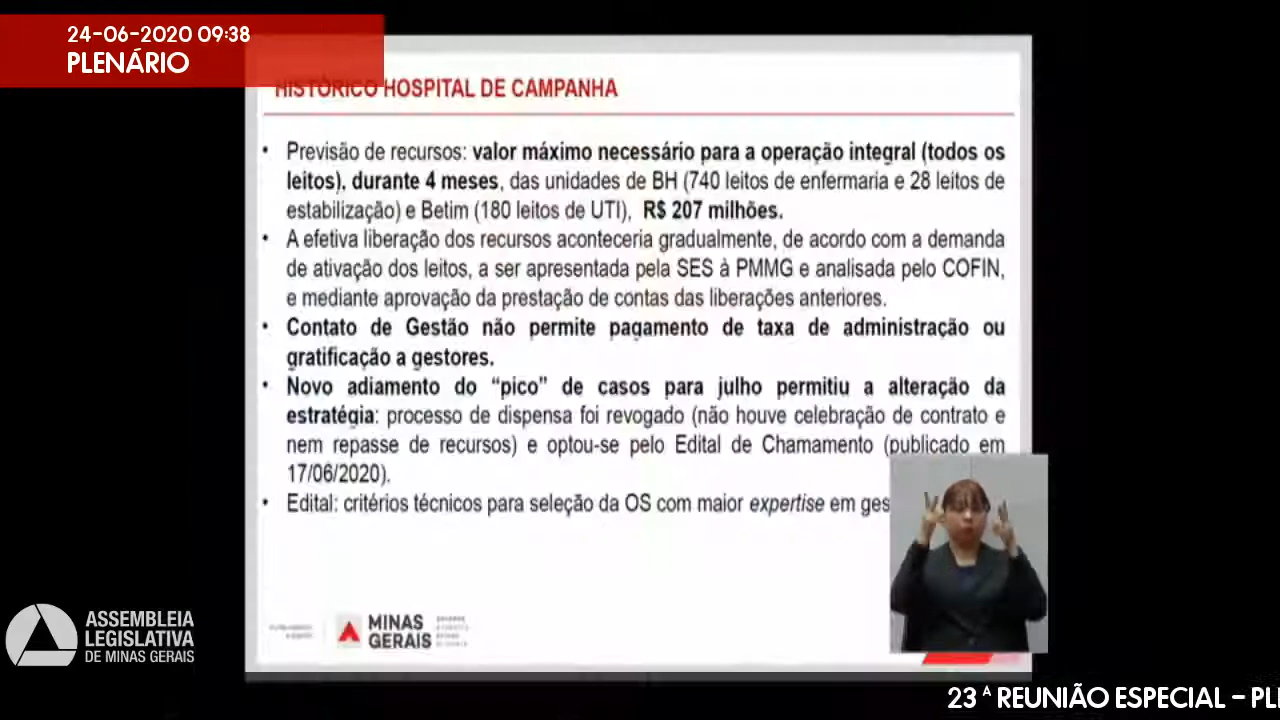 24-06-2020 09:38
PLENÁRIO
HISTÓRICO HOSPITAL DE CAMPANHA
• Previsão de recursos: valor máximo necessário para a operação integral (todos os
leitos), durante 4 meses, das unidades de BH (740 leitos de enfermaria e 28 leitos de
estabilização) e Betim (180 leitos de UTI), R$ 207 milhões.
• A efetiva liberação dos recursos aconteceria gradualmente, de acordo com a demanda
de ativação dos leitos, a ser apresentada pela SES à PMMG e analisada pelo COFIN,
e mediante aprovação da prestação de contas das liberações anteriores.
• Contato de Gestão não permite pagamento de taxa de administração ou
gratificação a gestores.
• Novo adiamento do “pico” de casos para julho permitiu a alteração da
estratégia: processo de dispensa foi revogado (não houve celebração de contrato e
nem repasse de recursos) e optou-se pelo Edital de Chamamento (publicado em
17/06/2020).
• Edital: critérios técnicos para seleção da OS com maior expertise em ges
MINAS
GERAIS
ASSEMBLEIA
LEGISLATIVA
DE MINAS GERAIS
23ª REUNIÃO ESPECIAL – PL